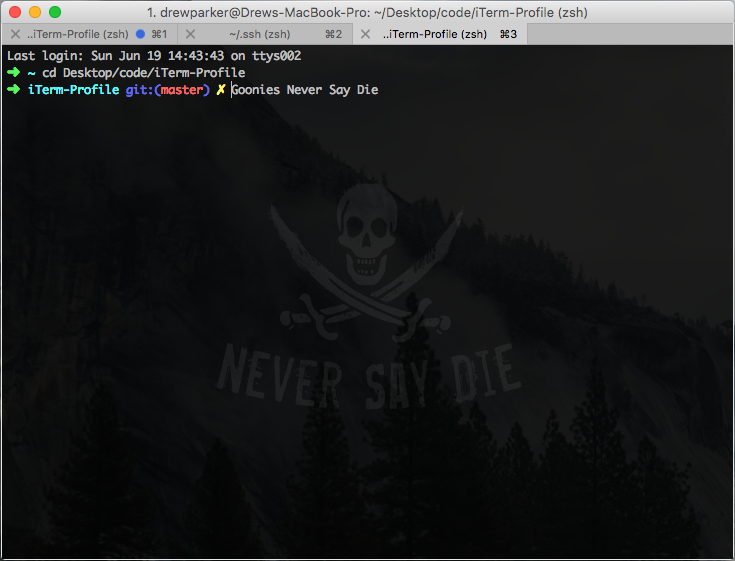 1. drewparker@Drews-MacBook-Pro: ~/Desktop/code/iTerm-Profile (zsh)
..iTerm-Profile (zsh) ⌘1 ~/.ssh (zsh) ⌘2 ..iTerm-Profile (zsh) ⌘3
Last login: Sun Jun 19 14:43:43 on ttys002
➜ ~ cd Desktop/code/iTerm-Profile
➜ iTerm-Profile git:(master) ✗ Goonies Never Say Die
NEVER SAY DIE